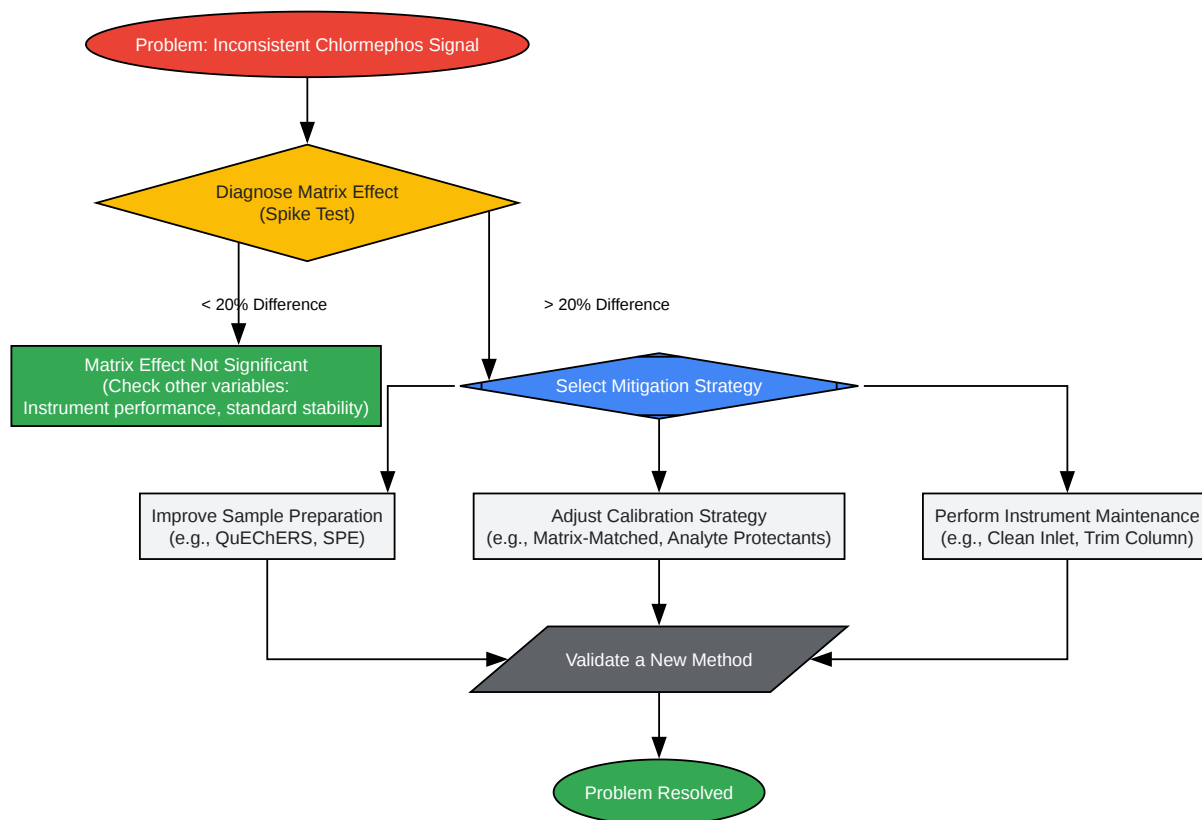 Problem: Inconsistent Chlormephos Signal
Diagnose Matrix Effect
(Spike Test)
< 20% Difference
> 20% Difference
Matrix Effect Not Significant
(Check other variables:
Instrument performance, standard stability)
Select Mitigation Strategy
Improve Sample Preparation
(e.g., QuEChERS, SPE)
Adjust Calibration Strategy
(e.g., Matrix-Matched, Analyte Protectants)
Perform Instrument Maintenance
(e.g., Clean Inlet, Trim Column)
Validate a New Method
Problem Resolved